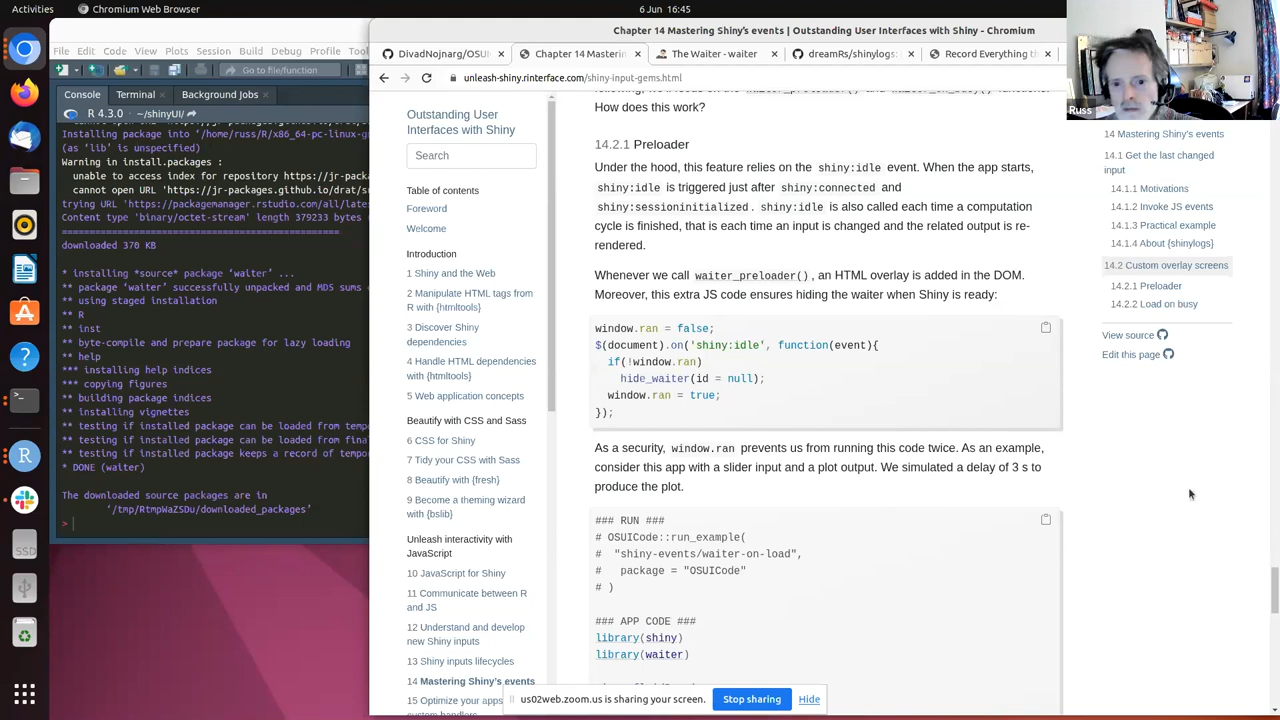 Activities
Chromium Web Browser
6 Jun 16:45
File Edit Code View Plots Session Build Debug Profile
Go to file/function
Console Terminal Background Jobs
R 4.3.0 · ~/shinyUI/
Installing package into ‘/home/russ/R/x86_64-pc-linux-g
(as ‘lib’ is unspecified)
Warning in install.packages :
unable to access index for repository https://jr-pack
cannot open URL 'https://jr-packages.github.io/drat/s
trying URL 'https://packagemanager.rstudio.com/all/lates
Content type 'binary/octet-stream' length 379233 bytes
downloaded 370 KB
* installing *source* package ‘waiter’ ...
** package ‘waiter’ successfully unpacked and MD5 sums
** using staged installation
** R
** inst
** byte-compile and prepare package for lazy loading
** help
*** installing help indices
*** copying figures
** building package indices
** installing vignettes
** testing if installed package can be loaded from temp
** testing if installed package can be loaded from fina
** testing if installed package keeps a record of tempor
* DONE (waiter)
The downloaded source packages are in
‘/tmp/RtmpWaZSDu/downloaded_packages’
>
Chapter 14 Mastering Shiny's events | Outstanding User Interfaces with Shiny - Chromium
DivadNojnarg/OSUI
Chapter 14 Masterin
The Waiter - waiter
dreamRs/shinylogs:
Record Everything th
unleash-shiny.rinterface.com/shiny-input-gems.html
Outstanding User
Interfaces with Shiny
Search
Table of contents
Foreword
Welcome
Introduction
1 Shiny and the Web
2 Manipulate HTML tags from
R with {htmltools}
3 Discover Shiny
dependencies
4 Handle HTML dependencies
with {htmltools}
5 Web application concepts
Beautify with CSS and Sass
6 CSS for Shiny
7 Tidy your CSS with Sass
8 Beautify with {fresh}
9 Become a theming wizard
with {bslib}
Unleash interactivity with
JavaScript
10 JavaScript for Shiny
11 Communicate between R
and JS
12 Understand and develop
new Shiny inputs
13 Shiny inputs lifecycles
14 Mastering Shiny's events
15 Optimize your apps
custom handlers
How does this work?
14.2.1 Preloader
Under the hood, this feature relies on the shiny:idle event. When the app starts,
shiny:idle is triggered just after shiny:connected and
shiny:sessioninitialized. shiny:idle is also called each time a computation
cycle is finished, that is each time an input is changed and the related output is re-
rendered.
Whenever we call waiter_preloader(), an HTML overlay is added in the DOM.
Moreover, this extra JS code ensures hiding the waiter when Shiny is ready:
window.ran = false;
$(document).on('shiny:idle', function(event){
if(!window.ran)
hide_waiter(id = null);
window.ran = true;
});
As a security, window.ran prevents us from running this code twice. As an example,
consider this app with a slider input and a plot output. We simulated a delay of 3 s to
produce the plot.
### RUN ###
# OSUICode::run_example(
# "shiny-events/waiter-on-load",
# package = "OSUICode"
# )
### APP CODE ###
library(shiny)
library(waiter)
us02web.zoom.us is sharing your screen.
Stop sharing
Hide
Russ
14 Mastering Shiny's events
14.1 Get the last changed
input
14.1.1 Motivations
14.1.2 Invoke JS events
14.1.3 Practical example
14.1.4 About {shinylogs}
14.2 Custom overlay screens
14.2.1 Preloader
14.2.2 Load on busy
View source
Edit this page